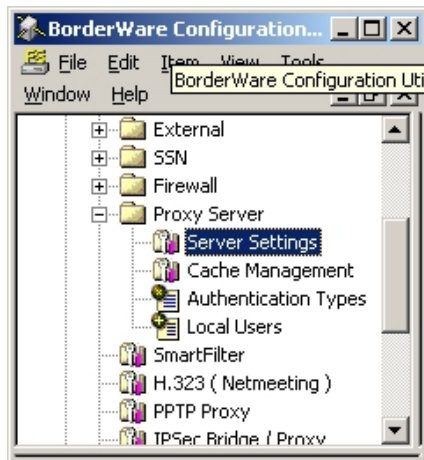 BorderWare Configuration...
File Edit Item View Tools
BorderWare Configuration Uti
Window Help
External
SSN
Firewall
Proxy Server
Server Settings
Cache Management
Authentication Types
Local Users
SmartFilter
H.323 ( Netmeeting )
PPTP Proxy
IPSec Bridge / Proxy